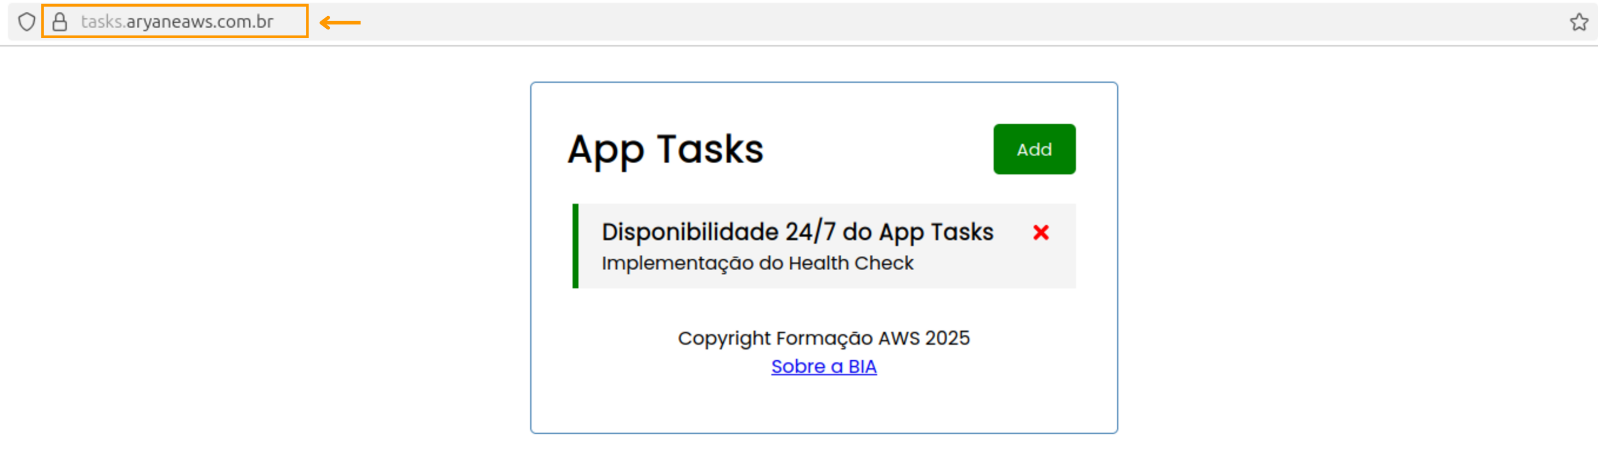 tasks.aryaneaws.com.br
App Tasks
Add
Disponibilidade 24/7 do App Tasks
Implementação do Health Check
Copyright Formação AWS 2025
Sobre a BIA